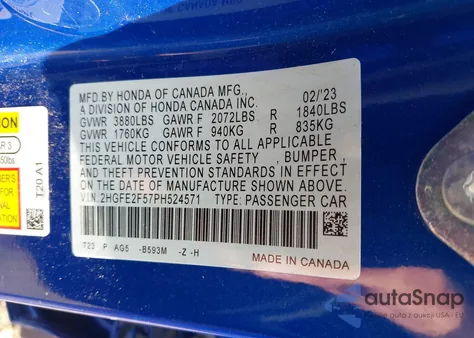 MFD BY HONDA OF CANADA MFG., 02/'23
A DIVISION OF HONDA CANADA INC.
GVWR 3880LBS GAWR F 2072LBS R 1840LBS
GVWR 1760KG GAWR F 940KG R 835KG
THIS VEHICLE CONFORMS TO ALL APPLICABLE
FEDERAL MOTOR VEHICLE SAFETY , BUMPER,
AND THEFT PREVENTION STANDARDS IN EFFECT
ON THE DATE OF MANUFACTURE SHOWN ABOVE.
V.I.N. 2HGFE2F57PH524571 TYPE: PASSENGER CAR
T23 P AG5 -B593M -Z -H
MADE IN CANADA
T20 A1
autoSnap